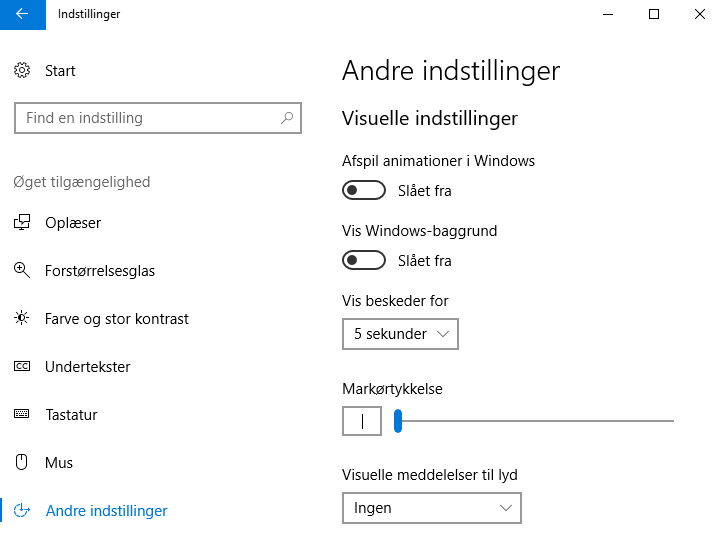 Indstillinger
Start
Find en indstilling
Øget tilgængelighed
Oplæser
Forstørrelsesglas
Farve og stor kontrast
CC Undertekster
Tastatur
Mus
Andre indstillinger
Andre indstillinger
Visuelle indstillinger
Afspil animationer i Windows
Slået fra
Vis Windows-baggrund
Slået fra
Vis beskeder for
5 sekunder
Markørtykkelse
Visuelle meddelelser til lyd
Ingen